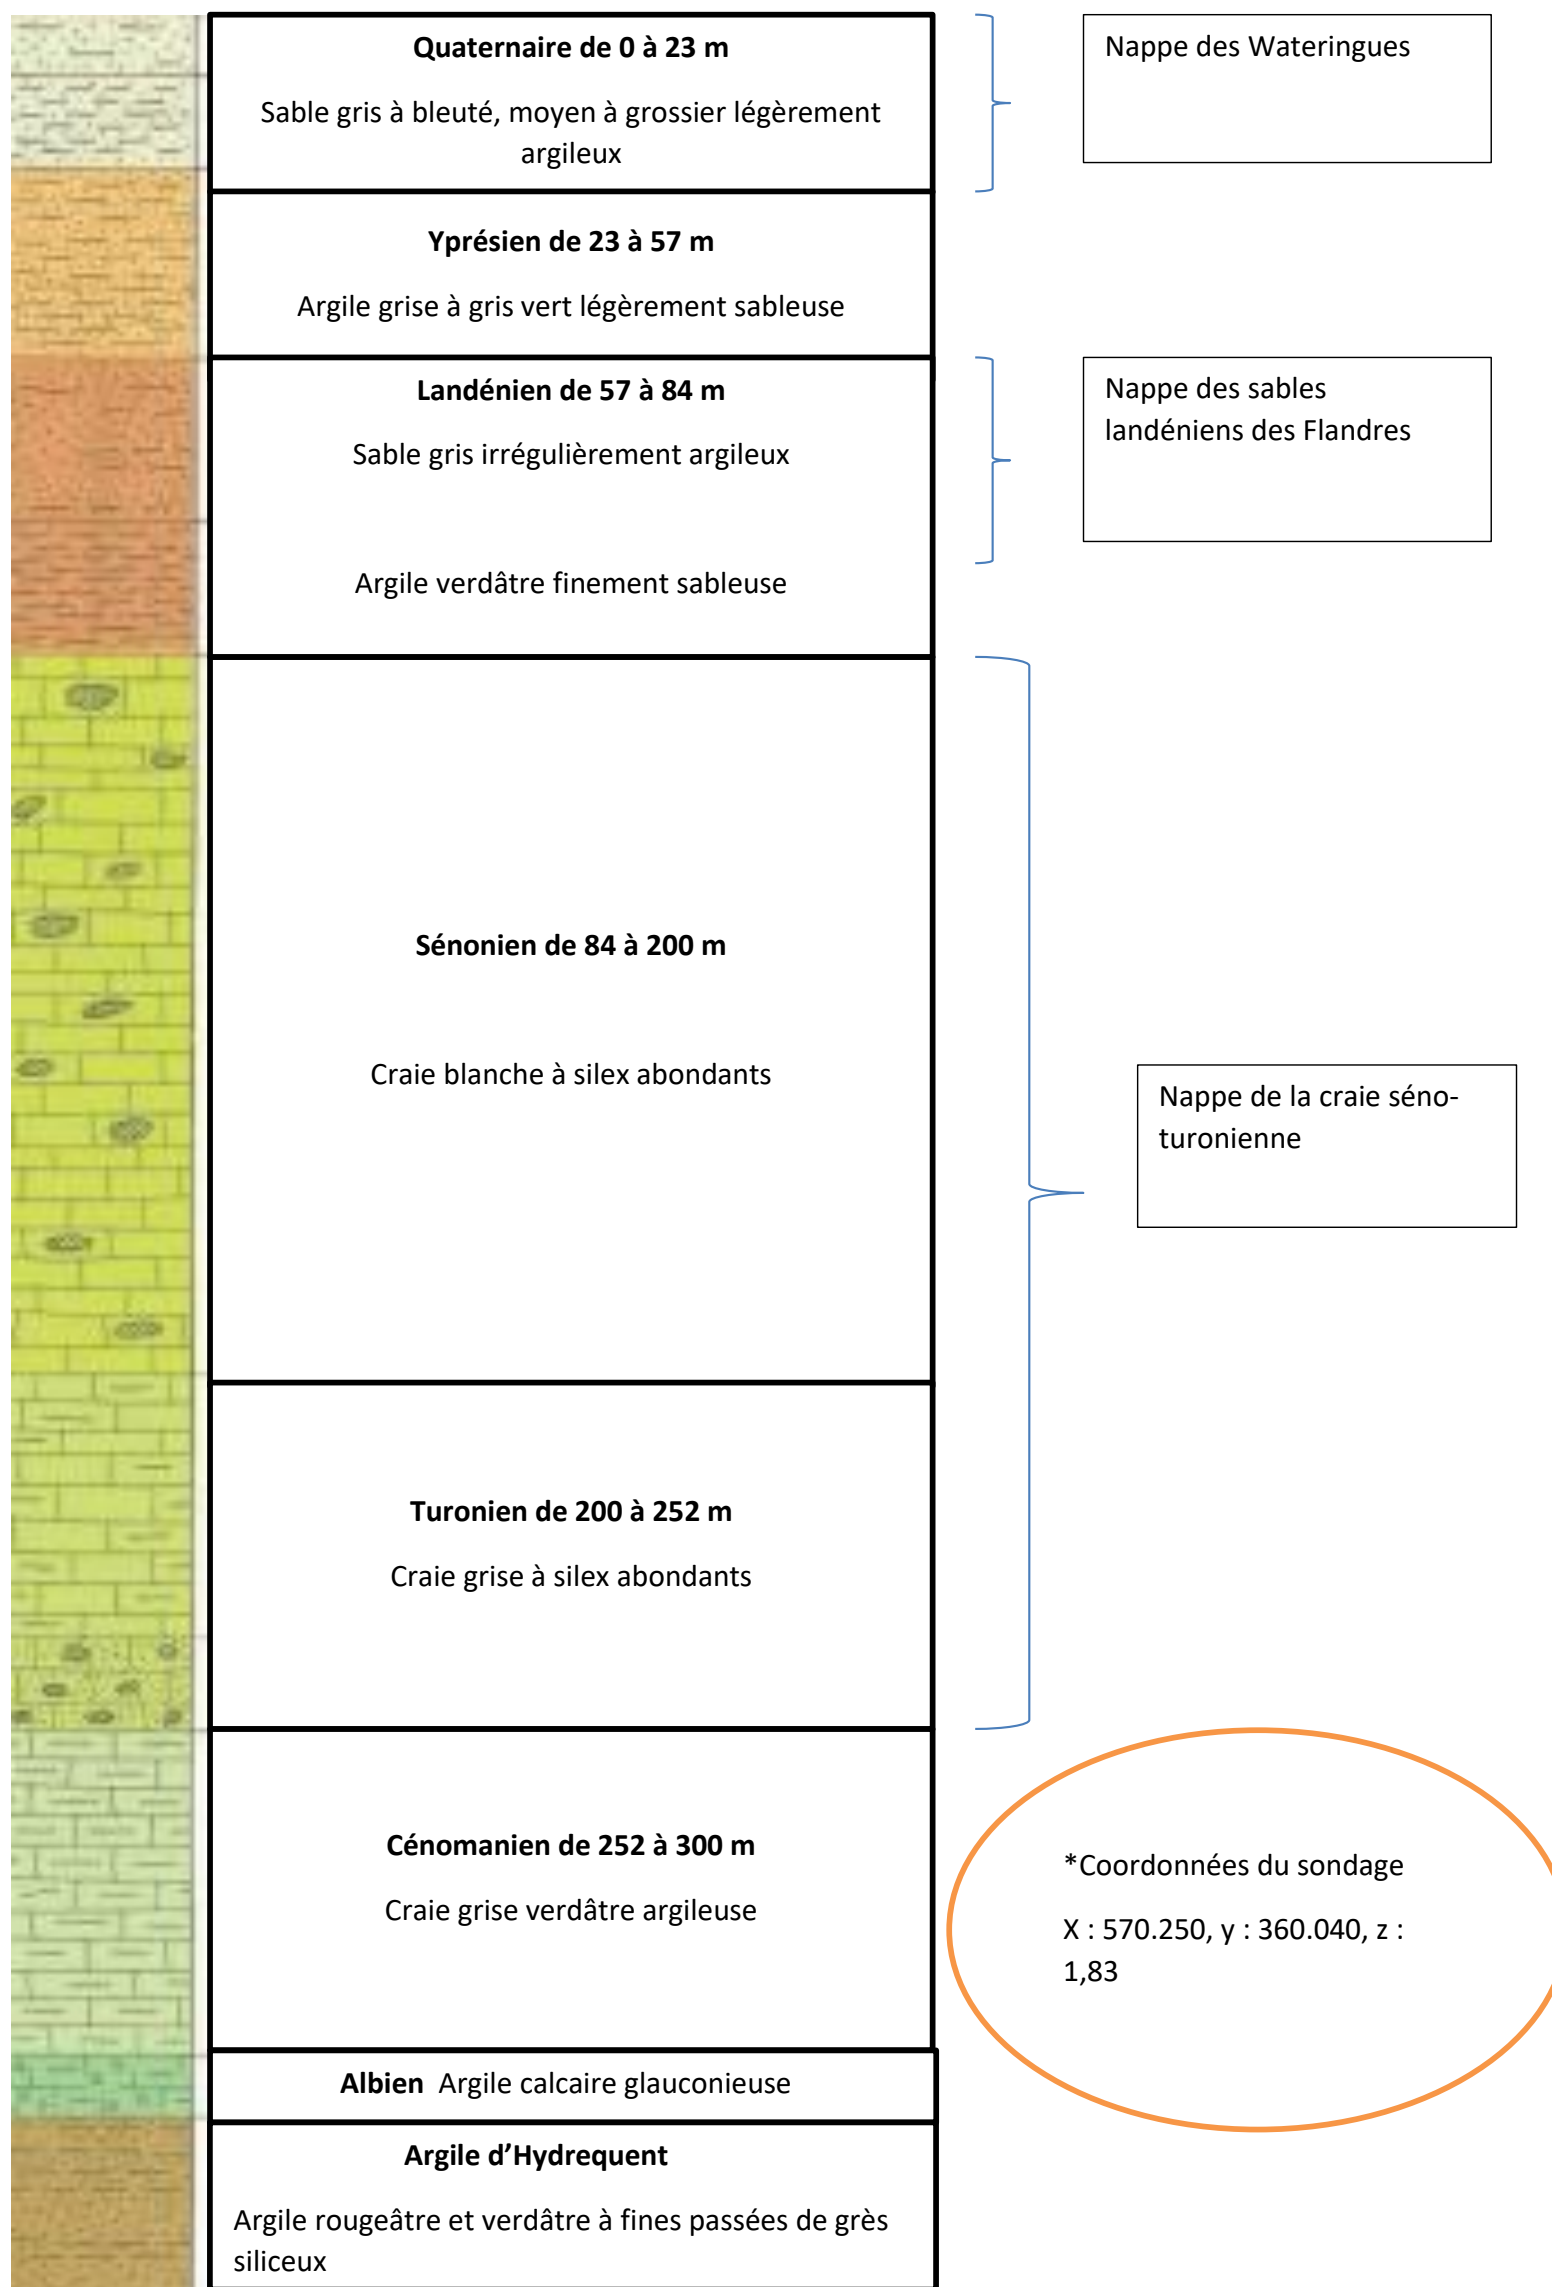 Quaternaire de 0 à 23 m
Sable gris à bleuté, moyen à grossier légèrement
argileux
Nappe des Wateringues
Yprésien de 23 à 57 m
Argile grise à gris vert légèrement sableuse
Landénien de 57 à 84 m
Sable gris irrégulièrement argileux
Argile verdâtre finement sableuse
Nappe des sables
landéniens des Flandres
Sénonien de 84 à 200 m
Craie blanche à silex abondants
Nappe de la craie séno-
turonienne
Turonien de 200 à 252 m
Craie grise à silex abondants
Cénomanien de 252 à 300 m
Craie grise verdâtre argileuse
*Coordonnées du sondage
X : 570.250, y : 360.040, z :
1,83
Albien Argile calcaire glauconieuse
Argile d’Hydrequent
Argile rougeâtre et verdâtre à fines passées de grès
siliceux